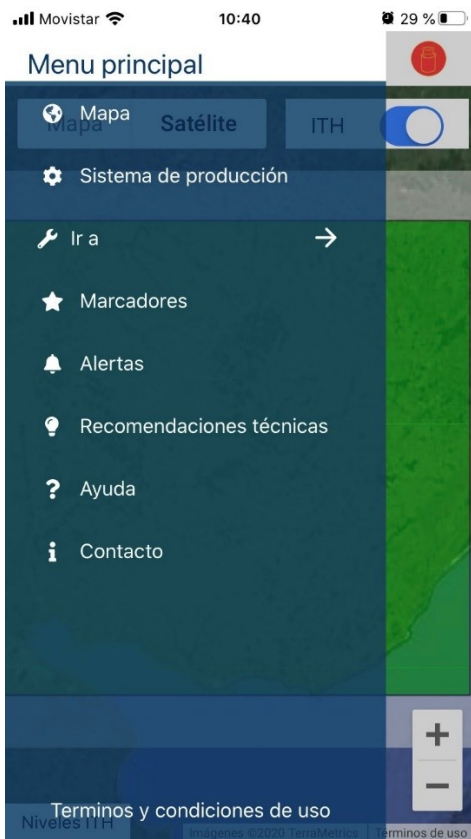 Movistar 10:40 29 %
Menu principal
Mapa
Mapa Satélite ITH
Sistema de producción
Ir a
Marcadores
Alertas
Recomendaciones técnicas
? Ayuda
Contacto
+
−
Terminos y condiciones de uso
Niveles ITH Imágenes ©2020 TerraMetrics Términos de uso